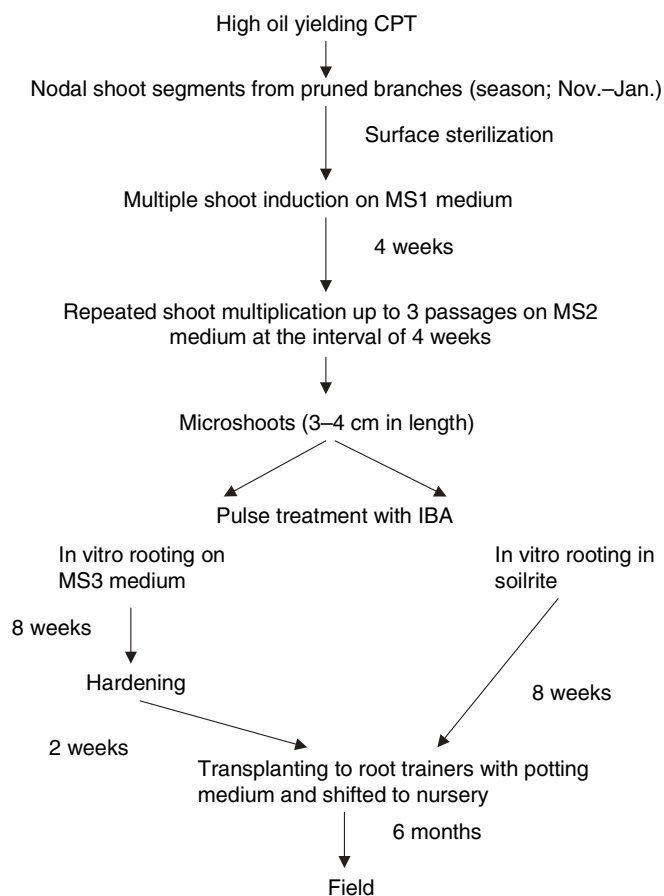 High oil yielding CPT
Nodal shoot segments from pruned branches (season; Nov.–Jan.)
Surface sterilization
Multiple shoot induction on MS1 medium
4 weeks
Repeated shoot multiplication up to 3 passages on MS2
medium at the interval of 4 weeks
Microshoots (3–4 cm in length)
Pulse treatment with IBA
In vitro rooting on
MS3 medium
In vitro rooting in
soilrite
8 weeks
Hardening
8 weeks
2 weeks
Transplanting to root trainers with potting
medium and shifted to nursery
6 months
Field